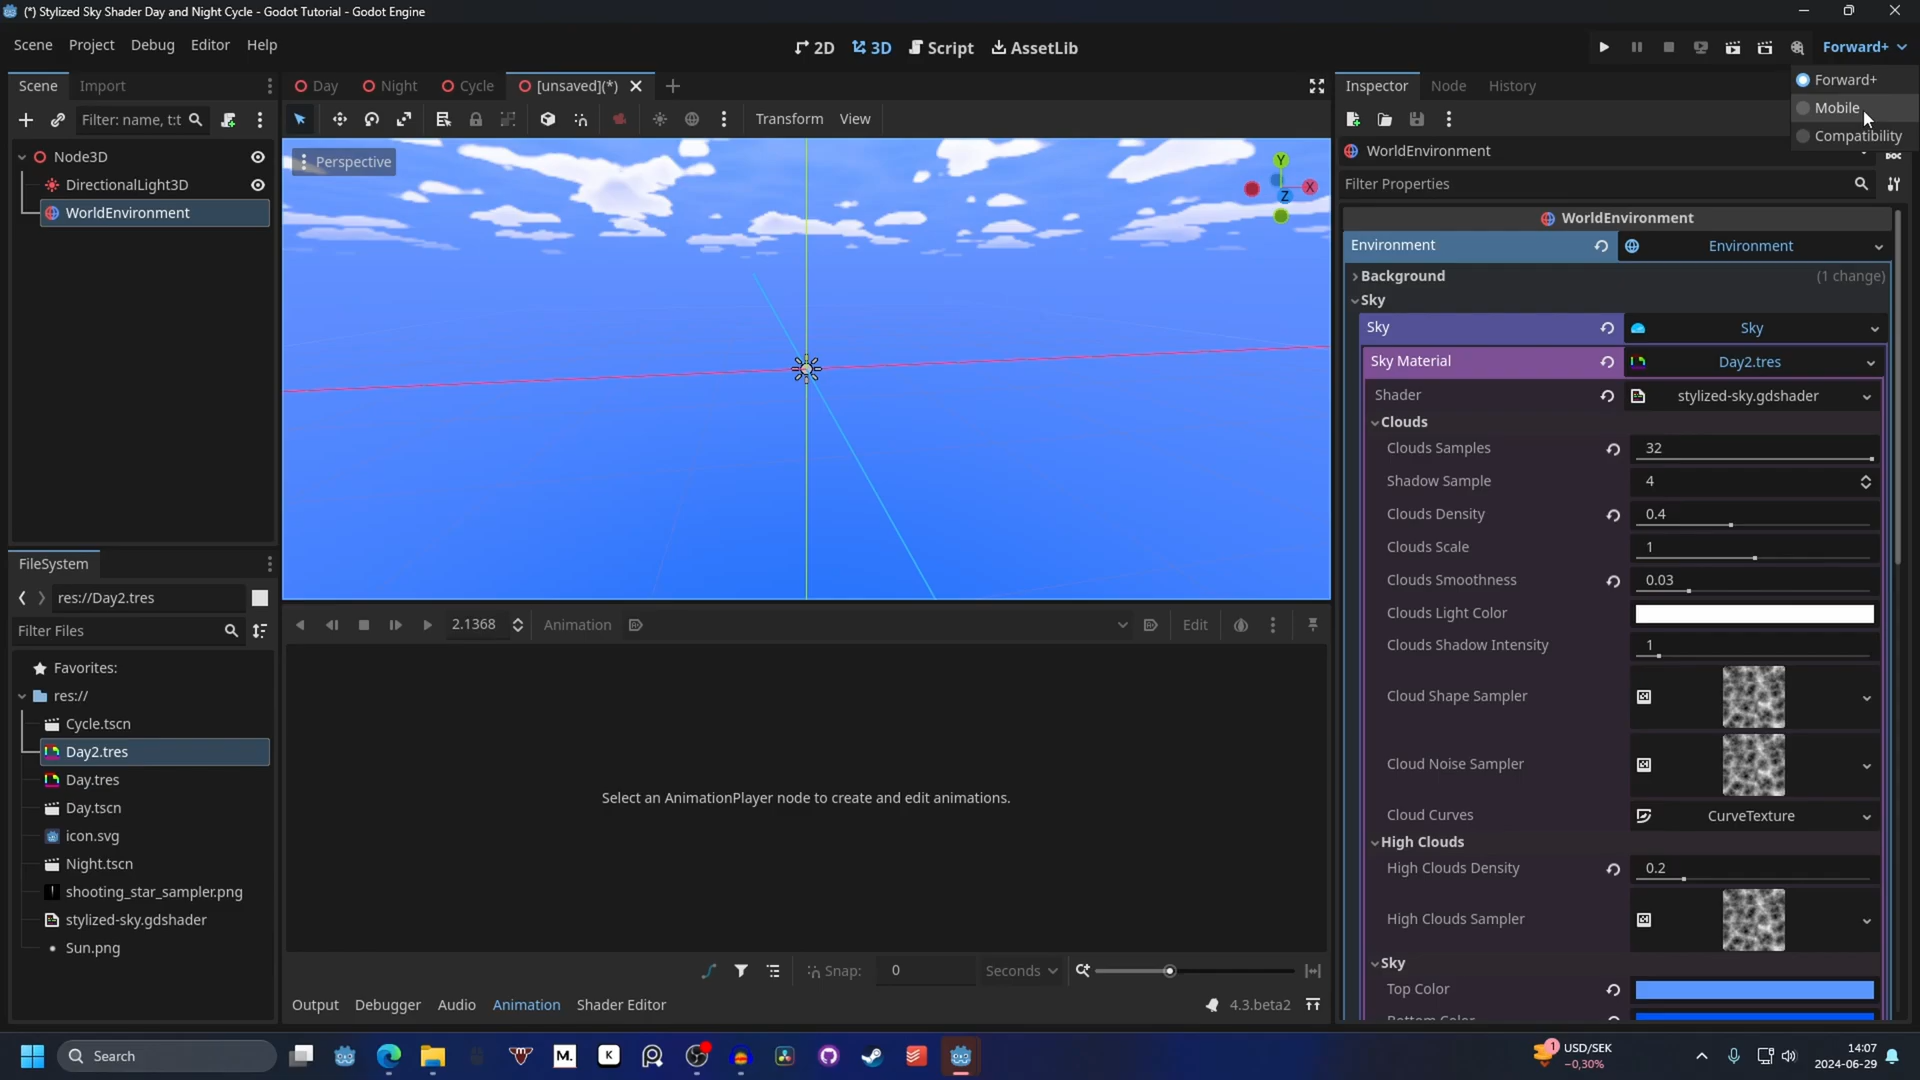 (*) Stylized Sky Shader Day and Night Cycle - Godot Tutorial - Godot Engine
Scene Project Debug Editor Help
2D 3D Script AssetLib
Forward+
Forward+
Mobile
Compatibility
Scene Import
Filter: name, t:t
Node3D
DirectionalLight3D
WorldEnvironment
Day Night Cycle [unsaved](*)
Transform View
Perspective
Y
X
Z
FileSystem
res://Day2.tres
Filter Files
Favorites:
res://
Cycle.tscn
Day2.tres
Day.tres
Day.tscn
icon.svg
Night.tscn
shooting_star_sampler.png
stylized-sky.gdshader
Sun.png
2.1368 Animation Edit
Select an AnimationPlayer node to create and edit animations.
Snap: 0 Seconds
Output Debugger Audio Animation Shader Editor 4.3.beta2
Inspector Node History
WorldEnvironment
DOC
Filter Properties
WorldEnvironment
Environment Environment
Background (1 change)
Sky
Sky Sky
Sky Material Day2.tres
Shader stylized-sky.gdshader
Clouds
Clouds Samples 32
Shadow Sample 4
Clouds Density 0.4
Clouds Scale 1
Clouds Smoothness 0.03
Clouds Light Color
Clouds Shadow Intensity 1
Cloud Shape Sampler
Cloud Noise Sampler
Cloud Curves CurveTexture
High Clouds
High Clouds Density 0.2
High Clouds Sampler
Sky
Top Color
Bottom Color
Search
M.
K
1
USD/SEK
-0,30%
14:07
2024-06-29